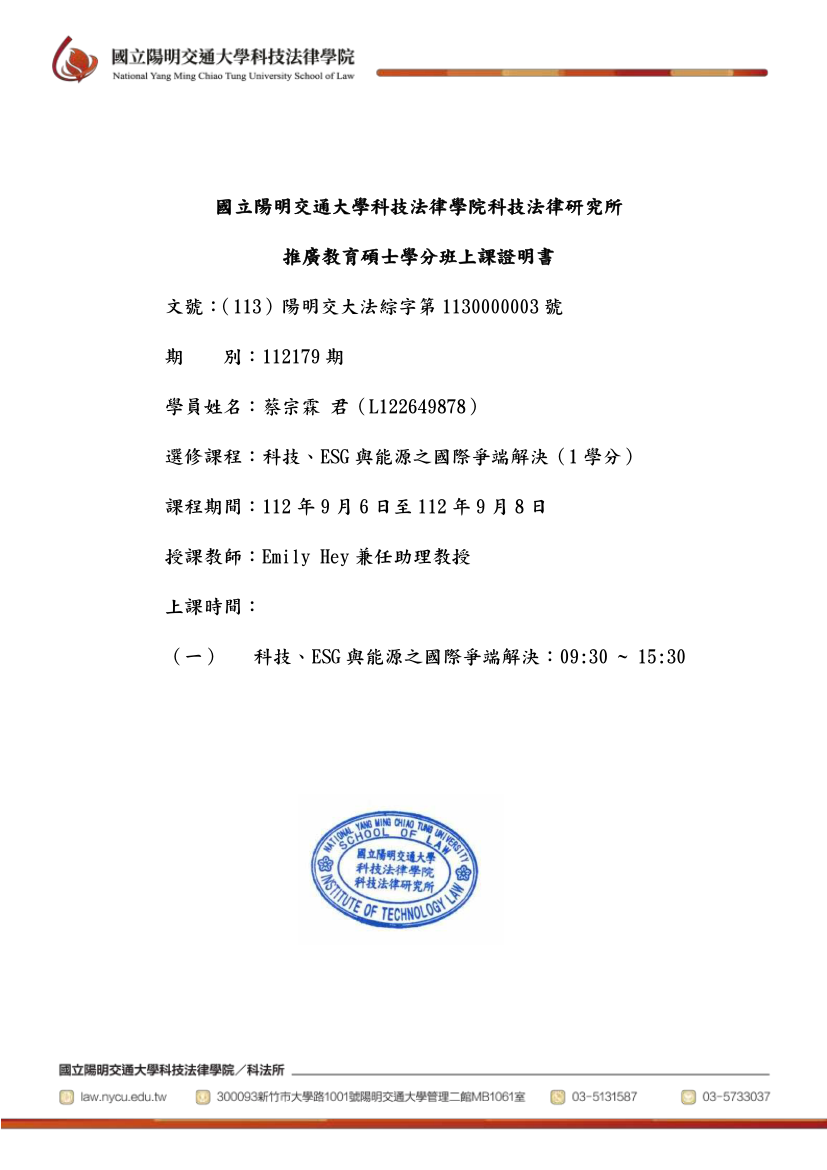 國立陽明交通大學科技法律學院
National Yang Ming Chiao Tung University School of Law
國立陽明交通大學科技法律學院科技法律研究所
推廣教育碩士學分班上課證明書
文號：(113) 陽明交大法綜字第 1130000003 號
期　　別：112179 期
學員姓名：蔡宗霖 君（L122649878）
選修課程：科技、ESG 與能源之國際爭端解決（1 學分）
課程期間：112 年 9 月 6 日至 112 年 9 月 8 日
授課教師：Emily Hey 兼任助理教授
上課時間：
（一）　科技、ESG 與能源之國際爭端解決：09:30 ~ 15:30
NATIONAL YANG MING CHIAO TUNG UNIVERSITY
SCHOOL OF LAW
國立陽明交通大學
科技法律學院
科技法律研究所
INSTITUTE OF TECHNOLOGY LAW
國立陽明交通大學科技法律學院／科法所
law.nycu.edu.tw 300093新竹市大學路1001號陽明交通大學管理二館MB1061室 03-5131587 03-5733037